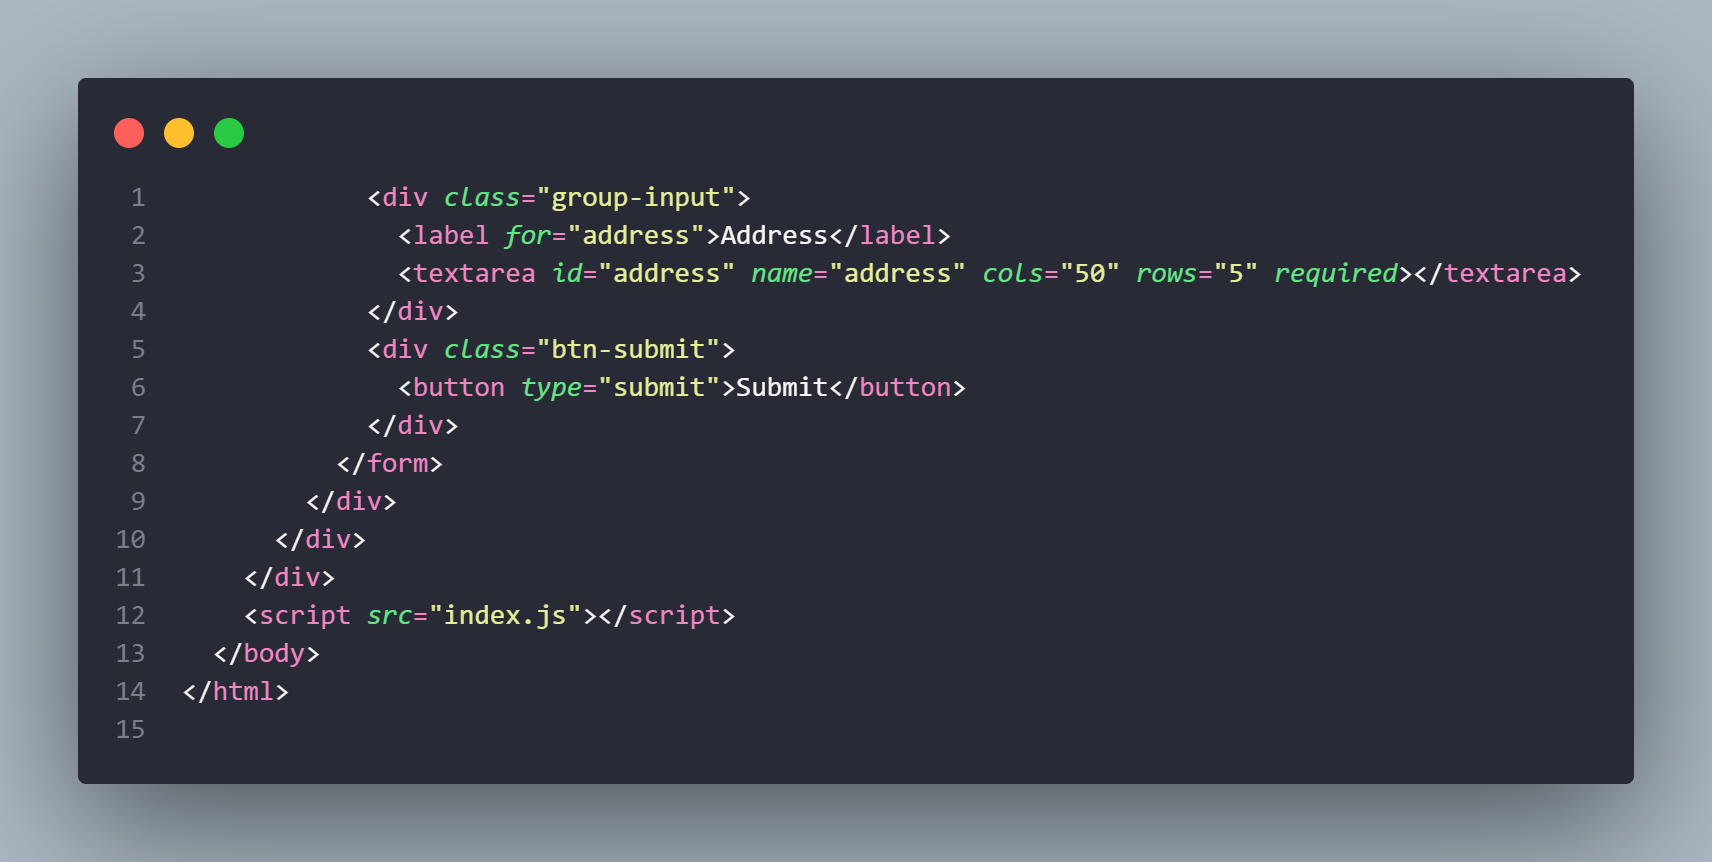 1 <div class="group-input">
2 <label for="address">Address</label>
3 <textarea id="address" name="address" cols="50" rows="5" required></textarea>
4 </div>
5 <div class="btn-submit">
6 <button type="submit">Submit</button>
7 </div>
8 </form>
9 </div>
10 </div>
11 </div>
12 <script src="index.js"></script>
13 </body>
14 </html>
15